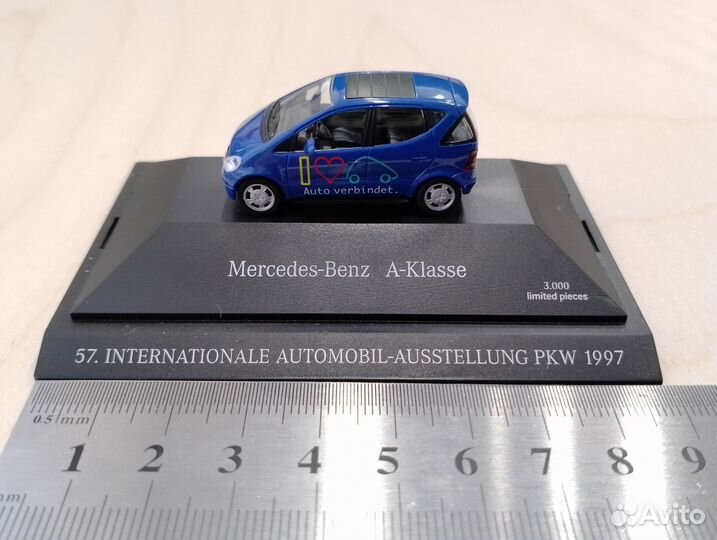 I
Auto verbindet.
Mercedes-Benz A-Klasse
3.000
limited pieces
57. INTERNATIONALE AUTOMOBIL-AUSSTELLUNG PKW 1997
0.5 mm
1 2 3 4 5 6 7 8 9
mm
Avito